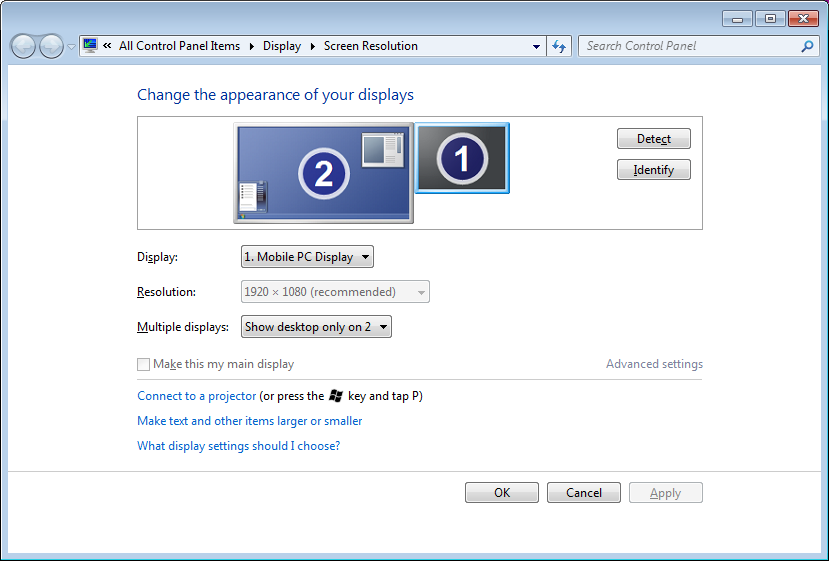 « All Control Panel Items Display Screen Resolution Search Control Panel
Change the appearance of your displays
2 1
Detect
Identify
Display: 1. Mobile PC Display
Resolution: 1920 × 1080 (recommended)
Multiple displays: Show desktop only on 2
Make this my main display Advanced settings
Connect to a projector (or press the key and tap P)
Make text and other items larger or smaller
What display settings should I choose?
OK Cancel Apply